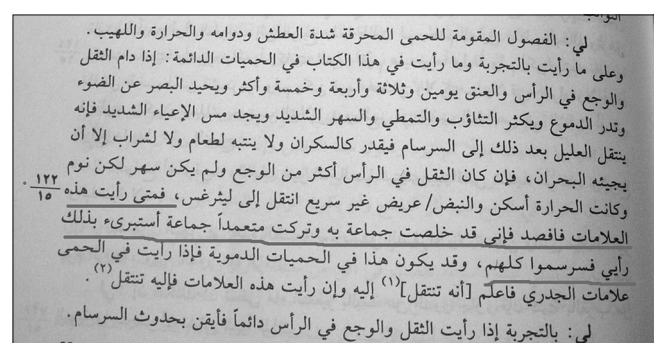 لي: الفصول المقومة للحمى المحرقة شدة العطش ودوامه والحرارة واللهيب.
وعلى ما رأيت بالتجربة وما رأيت في هذا الكتاب في الحميات الدائمة: إذا دام الثقل
والوجع في الرأس والعنق يومين وثلاثة وأربعة وخمسة وأكثر ويحيد البصر عن الضوء
وتدر الدموع ويكثر التثاؤب والتمطي والسهر الشديد ويجد مس الإعياء الشديد فإنه
ينتقل العليل بعد ذلك إلى السرسام فيقدر كالسكران ولا ينتبه لطعام ولا لشراب إلا أن
يجيئه البحران، فإن كان الثقل في الرأس أكثر من الوجع ولم يكن سهر لكن نوم
وكانت الحرارة أسكن والنبض/ عريض غير سريع انتقل إلى ليثرغس، فمتى رأيت هذه
١٢٢
١٥
العلامات فافصد فإني قد خلصت جماعة به وتركت متعمداً جماعة أستبرىء بذلك
رأيي فسرسموا كلهم، وقد يكون هذا في الحميات الدموية فإذا رأيت في الحمى
علامات الجدري فاعلم [أنه تنتقل](١) إليه وإن رأيت هذه العلامات فإليه تنتقل(٢).
لي: بالتجربة إذا رأيت الثقل والوجع في الرأس دائماً فأيقن بحدوث السرسام.